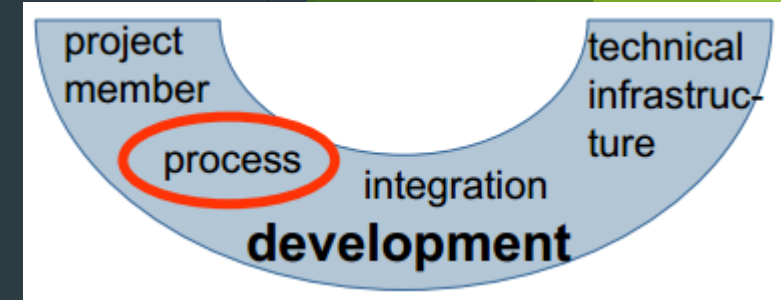 project
member
technical
infrastruc-
ture
process
integration
development